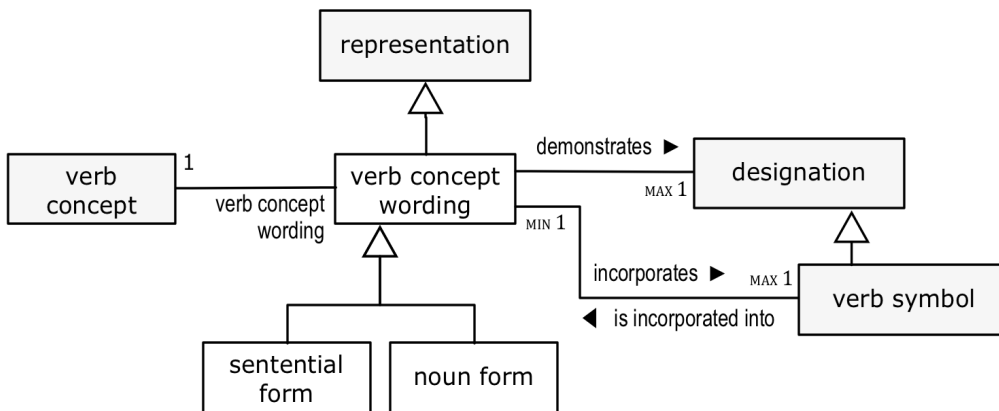 representation
demonstrates ►
verb
concept
1
verb concept
wording
verb concept
wording
designation
MAX 1
MIN 1
incorporates ►
MAX 1
verb symbol
◄ is incorporated into
sentential
form
noun form